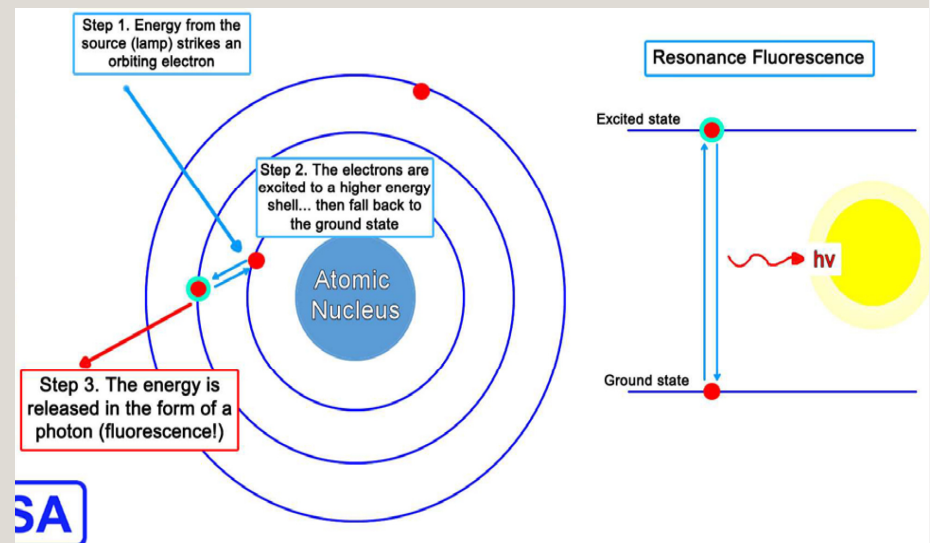 Step 1. Energy from the
source (lamp) strikes an
orbiting electron
Resonance Fluorescence
Excited state
Step 2. The electrons are
excited to a higher energy
shell... then fall back to
the ground state
hv
Atomic
Nucleus
Ground state
Step 3. The energy is
released in the form of a
photon (fluorescence!)
SA